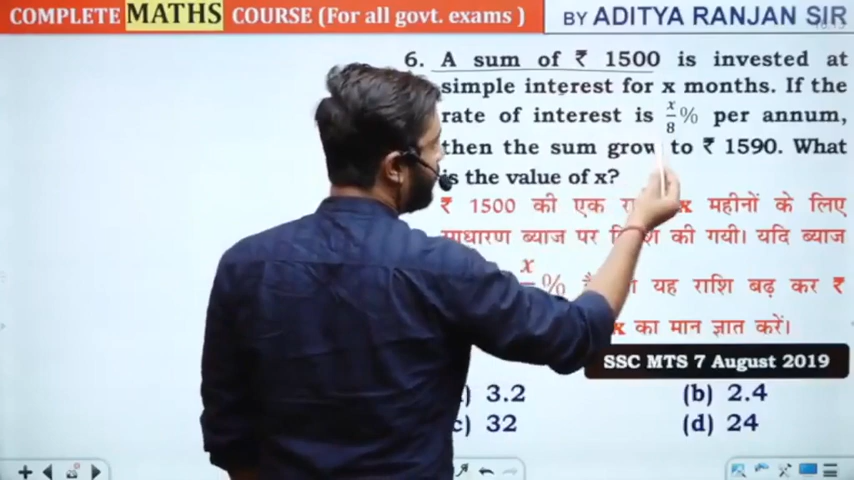 COMPLETE MATHS COURSE (For all govt. exams ) BY ADITYA RANJAN SIR
6. A sum of ₹ 1500 is invested at
simple interest for x months. If the
rate of interest is x/8% per annum,
then the sum grow to ₹ 1590. What
is the value of x?
₹ 1500 की एक x महीनों के लिए
साधारण ब्याज पर की गयी। यदि ब्याज
x % यह राशि बढ़ कर ₹
x का मान ज्ञात करें।
SSC MTS 7 August 2019
) 3.2 (b) 2.4
c) 32 (d) 24